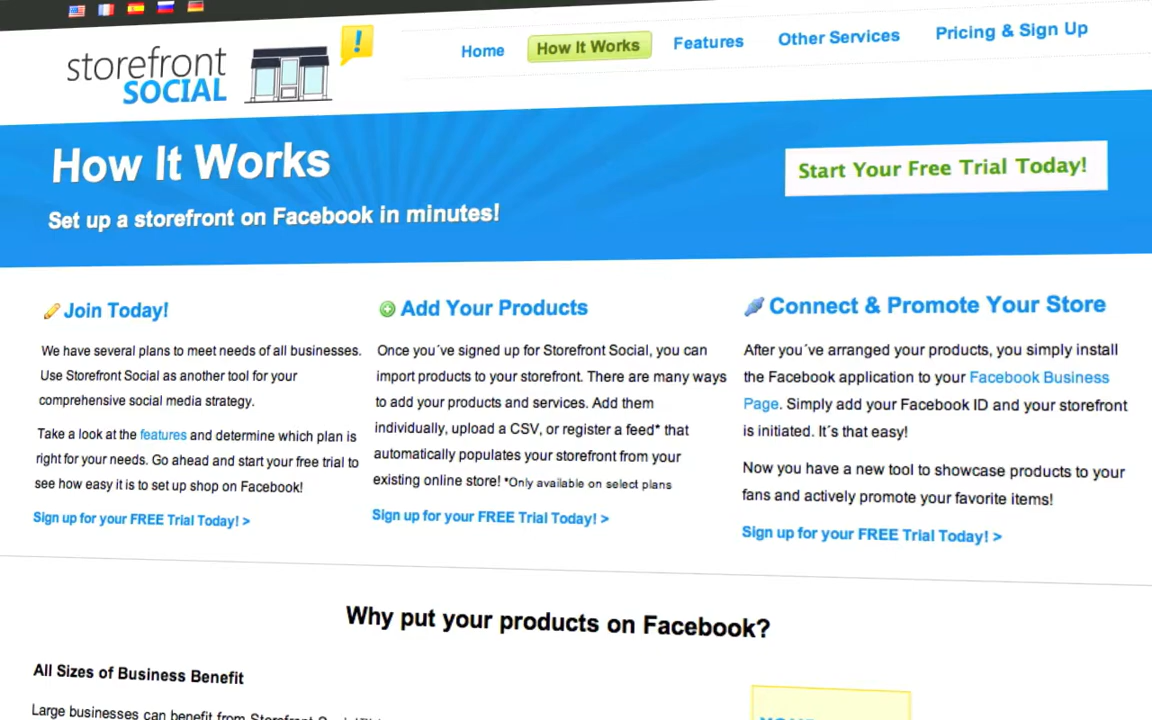 storefront
SOCIAL
!
Home
How It Works
Features
Other Services
Pricing & Sign Up
How It Works
Set up a storefront on Facebook in minutes!
Start Your Free Trial Today!
Join Today!
We have several plans to meet needs of all businesses.
Use Storefront Social as another tool for your
comprehensive social media strategy.
Take a look at the features and determine which plan is
right for your needs. Go ahead and start your free trial to
see how easy it is to set up shop on Facebook!
Sign up for your FREE Trial Today! >
Add Your Products
Once you´ve signed up for Storefront Social, you can
import products to your storefront. There are many ways
to add your products and services. Add them
individually, upload a CSV, or register a feed* that
automatically populates your storefront from your
existing online store! *Only available on select plans
Sign up for your FREE Trial Today! >
Connect & Promote Your Store
After you´ve arranged your products, you simply install
the Facebook application to your Facebook Business
Page. Simply add your Facebook ID and your storefront
is initiated. It´s that easy!
Now you have a new tool to showcase products to your
fans and actively promote your favorite items!
Sign up for your FREE Trial Today! >
Why put your products on Facebook?
All Sizes of Business Benefit
Large businesses can benefit from Storefront